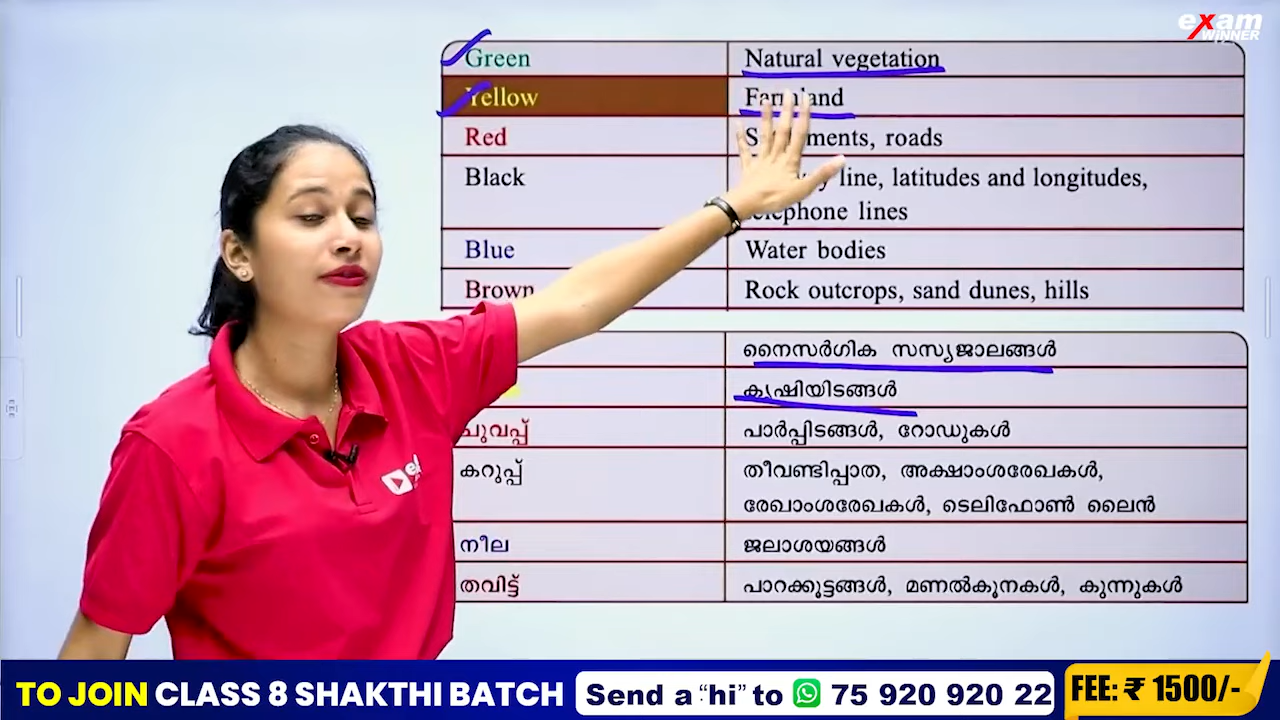 exam
WINNER
Green Natural vegetation
Yellow Farmland
Red ments, roads
Black line, latitudes and longitudes,
telephone lines
Blue Water bodies
Brown Rock outcrops, sand dunes, hills
നൈസർഗിക സസ്യജാലങ്ങൾ
കൃഷിയിടങ്ങൾ
ചുവപ്പ് പാർപ്പിടങ്ങൾ, റോഡുകൾ
കറുപ്പ് തീവണ്ടിപ്പാത, അക്ഷാംശരേഖകൾ,
രേഖാംശരേഖകൾ, ടെലിഫോൺ ലൈൻ
നീല ജലാശയങ്ങൾ
തവിട്ട് പാറക്കൂട്ടങ്ങൾ, മണൽകൂനകൾ, കുന്നുകൾ
TO JOIN CLASS 8 SHAKTHI BATCH Send a “hi” to 75 920 920 22 FEE: ₹ 1500/-